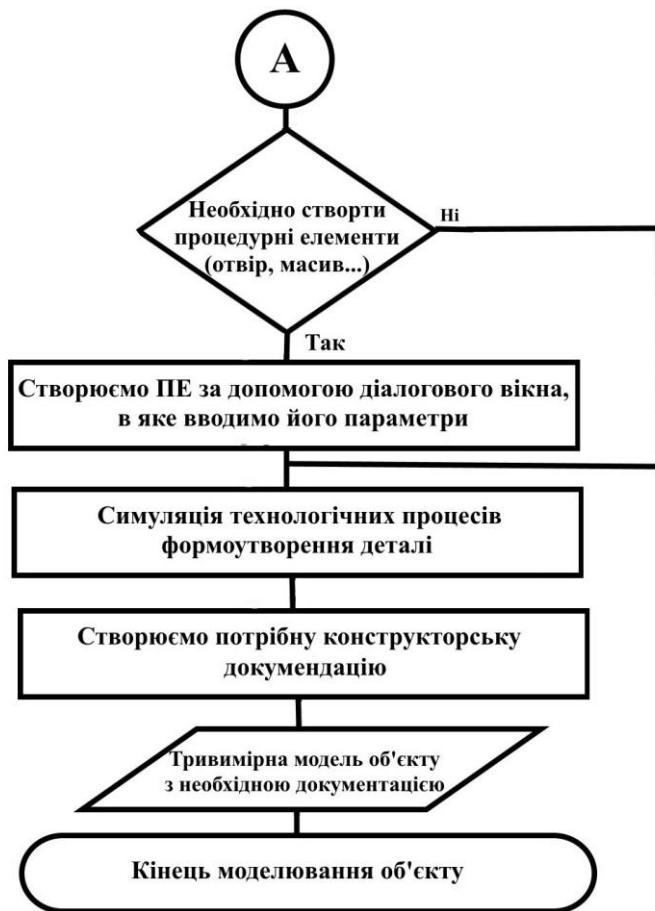 А
Необхідно створти
процедурні елементи
(отвір, масив...)
Ні
Так
Створюємо ПЕ за допомогою діалогового вікна,
в яке вводимо його параметри
Симуляція технологічних процесів
формоутворення деталі
Створюємо потрібну конструкторську
докумендацію
Тривимірна модель об'єкту
з необхідною документацією
Кінець моделювання об'єкту